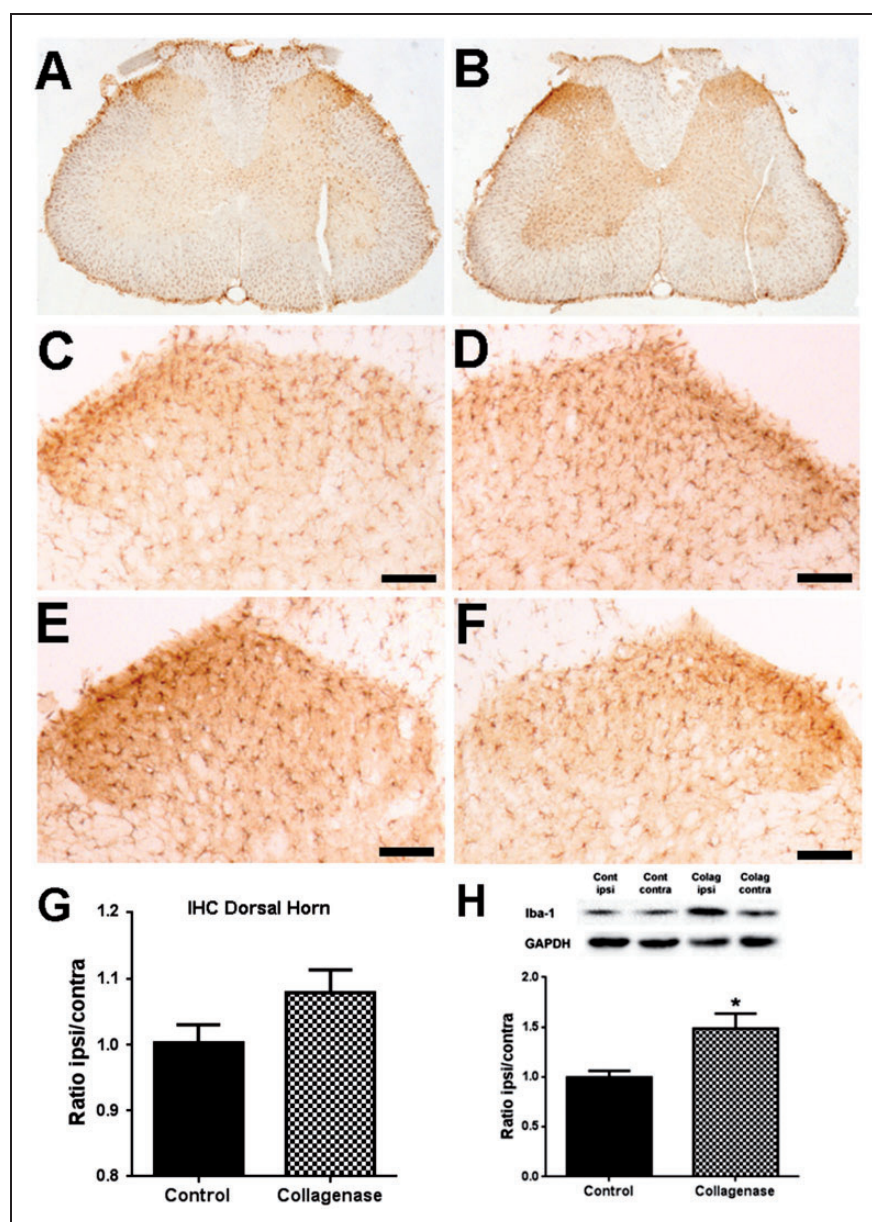 A
B
C
D
E
F
G
IHC Dorsal Horn
1.2
1.1
1.0
0.9
0.8
Ratio ipsi/contra
Control
Collagenase
H
Cont ipsi
Cont contra
Colag ipsi
Colag contra
Iba-1
GAPDH
2.0
1.5
1.0
0.5
0.0
Ratio ipsi/contra
*
Control
Collagenase